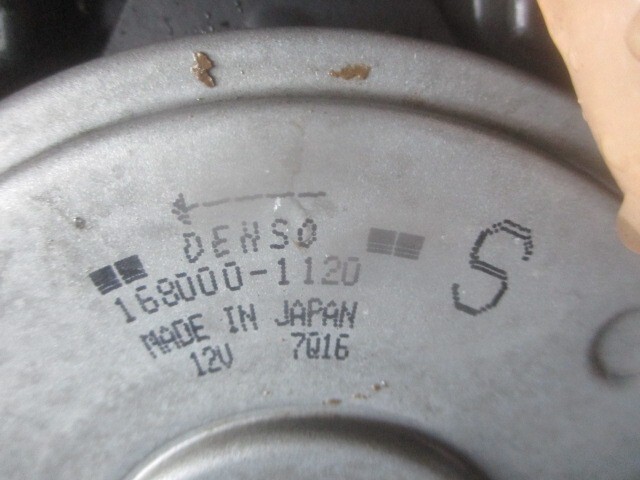 DENSO
168000-1120
MADE IN JAPAN
12V 7Q16
S